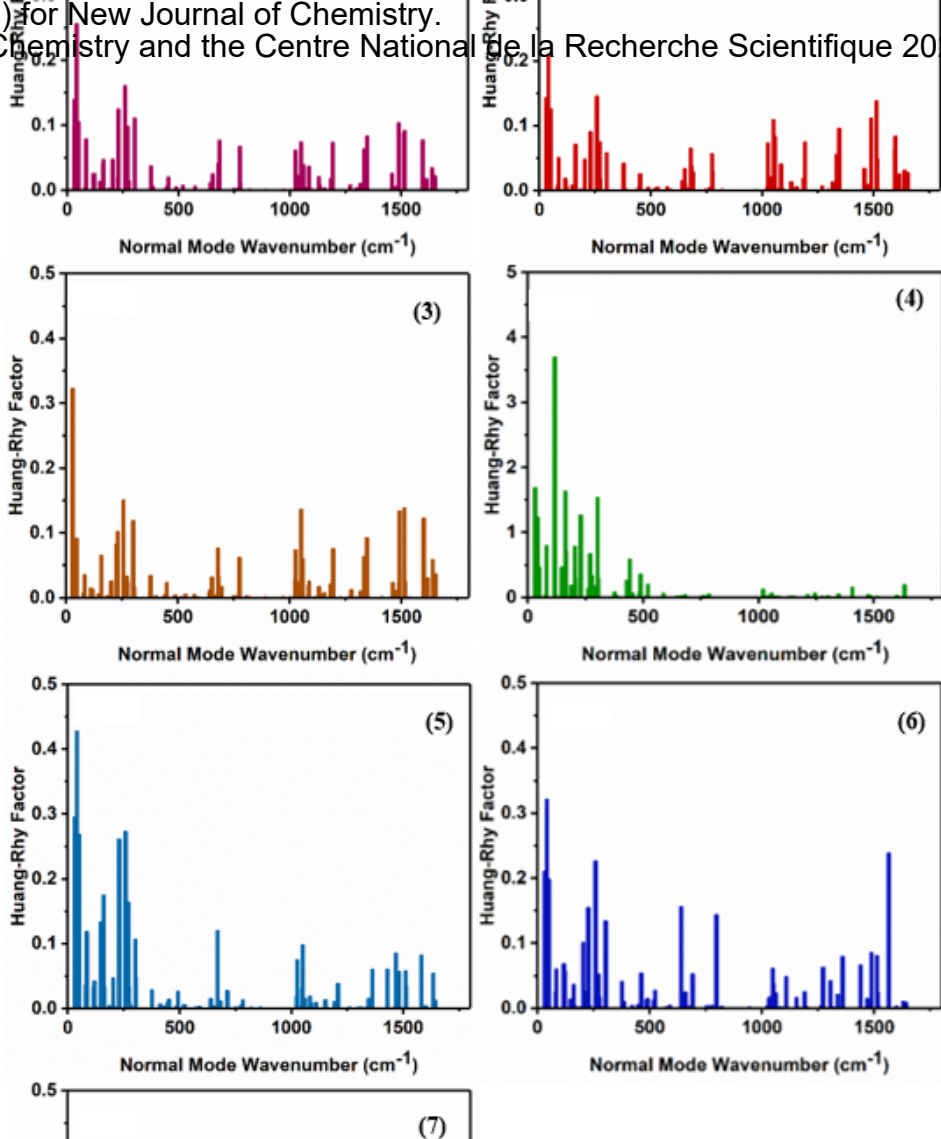 ) for New Journal of Chemistry.
Chemistry and the Centre National de la Recherche Scientifique 20
Huang-Rhy F
0.2
0.1
0.0
0 500 1000 1500
Normal Mode Wavenumber (cm-1)
Huang-Rhy F
0.2
0.1
0.0
0 500 1000 1500
Normal Mode Wavenumber (cm-1)
(3)
Huang-Rhy Factor
0.5
0.4
0.3
0.2
0.1
0.0
0 500 1000 1500
Normal Mode Wavenumber (cm-1)
(4)
Huang-Rhy Factor
5
4
3
2
1
0
0 500 1000 1500
Normal Mode Wavenumber (cm-1)
(5)
Huang-Rhy Factor
0.5
0.4
0.3
0.2
0.1
0.0
0 500 1000 1500
Normal Mode Wavenumber (cm-1)
(6)
Huang-Rhy Factor
0.5
0.4
0.3
0.2
0.1
0.0
0 500 1000 1500
Normal Mode Wavenumber (cm-1)
0.5
(7)